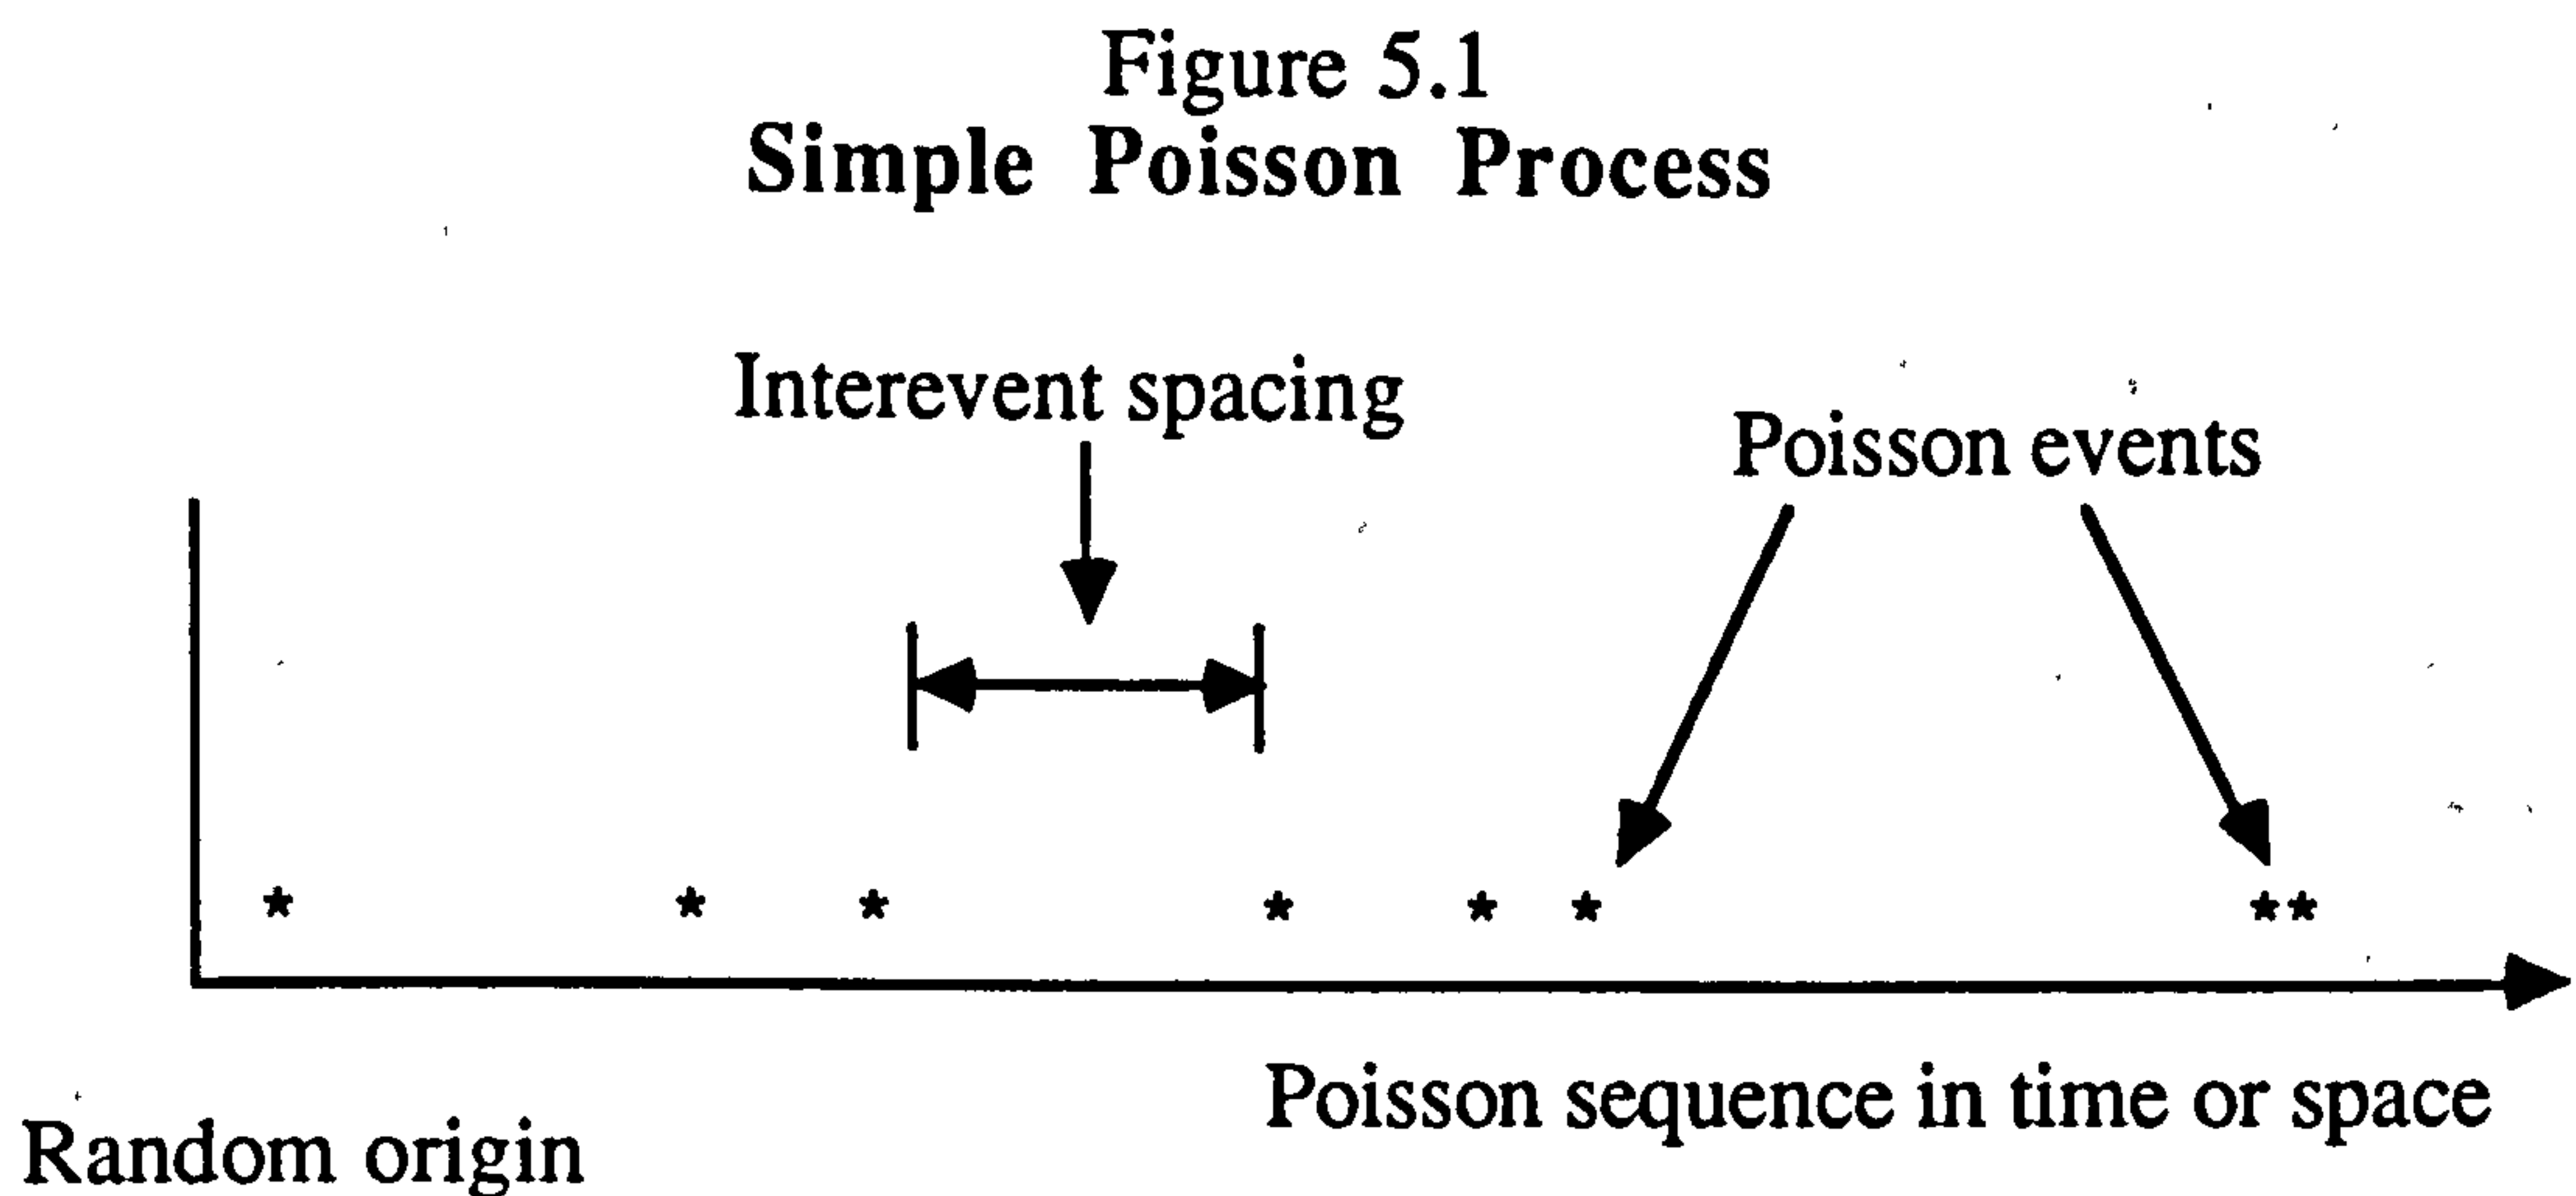 Figure 5.1
Simple Poisson Process
Interevent spacing
Poisson events
* * * * * * **
Poisson sequence in time or space
Random origin